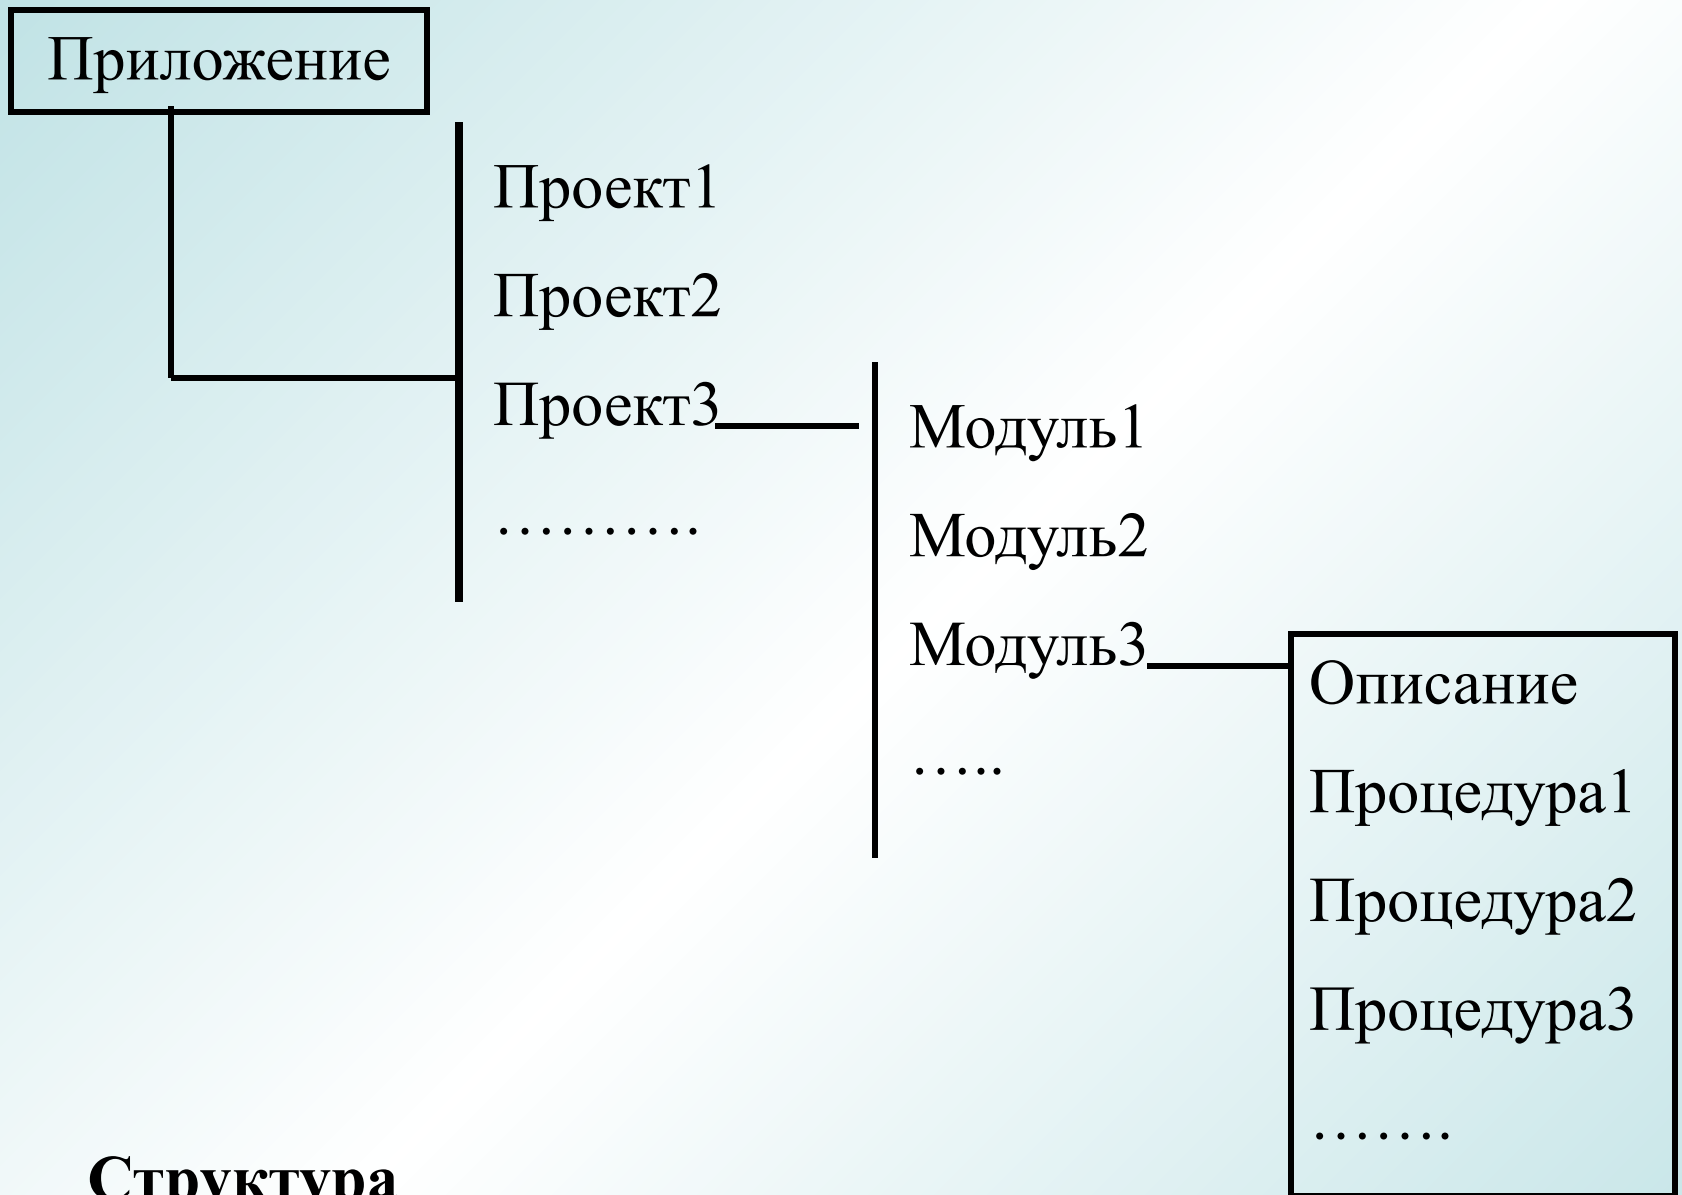 Приложение
Проект1
Проект2
Проект3
……….
Модуль1
Модуль2
Модуль3
…..
Описание
Процедура1
Процедура2
Процедура3
…….
Структура